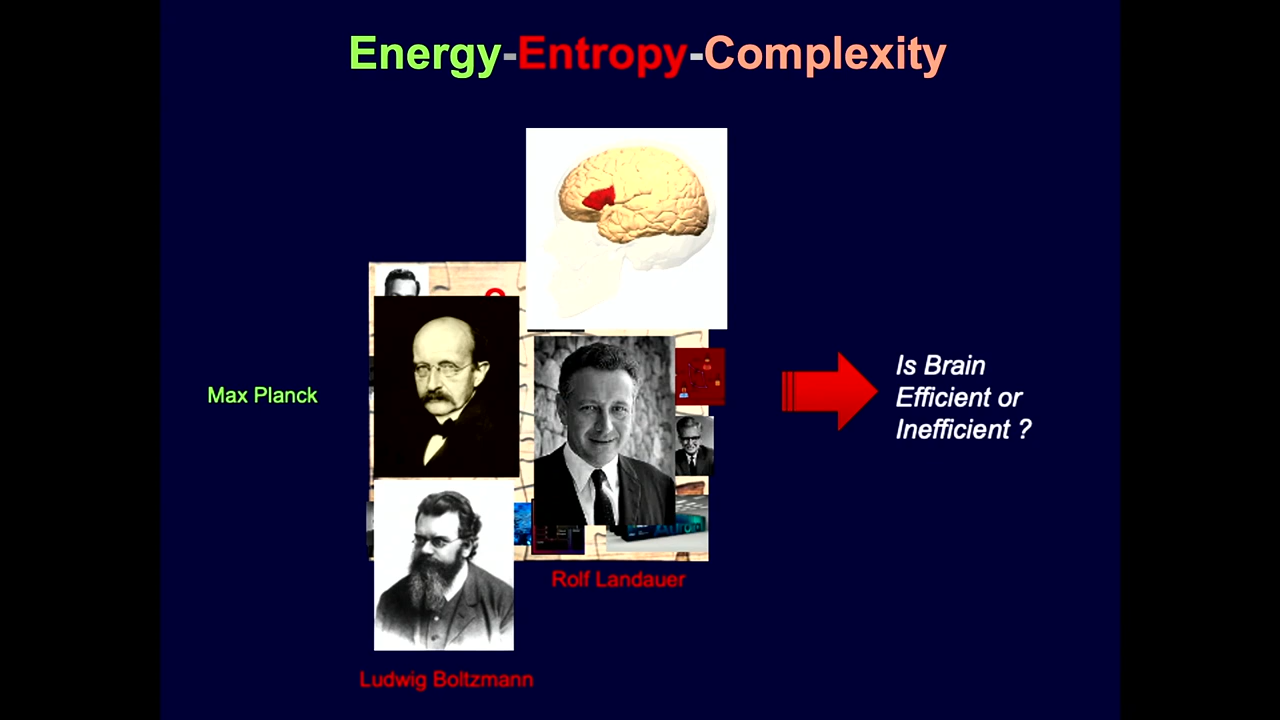 Energy-Entropy-Complexity
Max Planck
Is Brain
Efficient or
Inefficient ?
Rolf Landauer
Ludwig Boltzmann